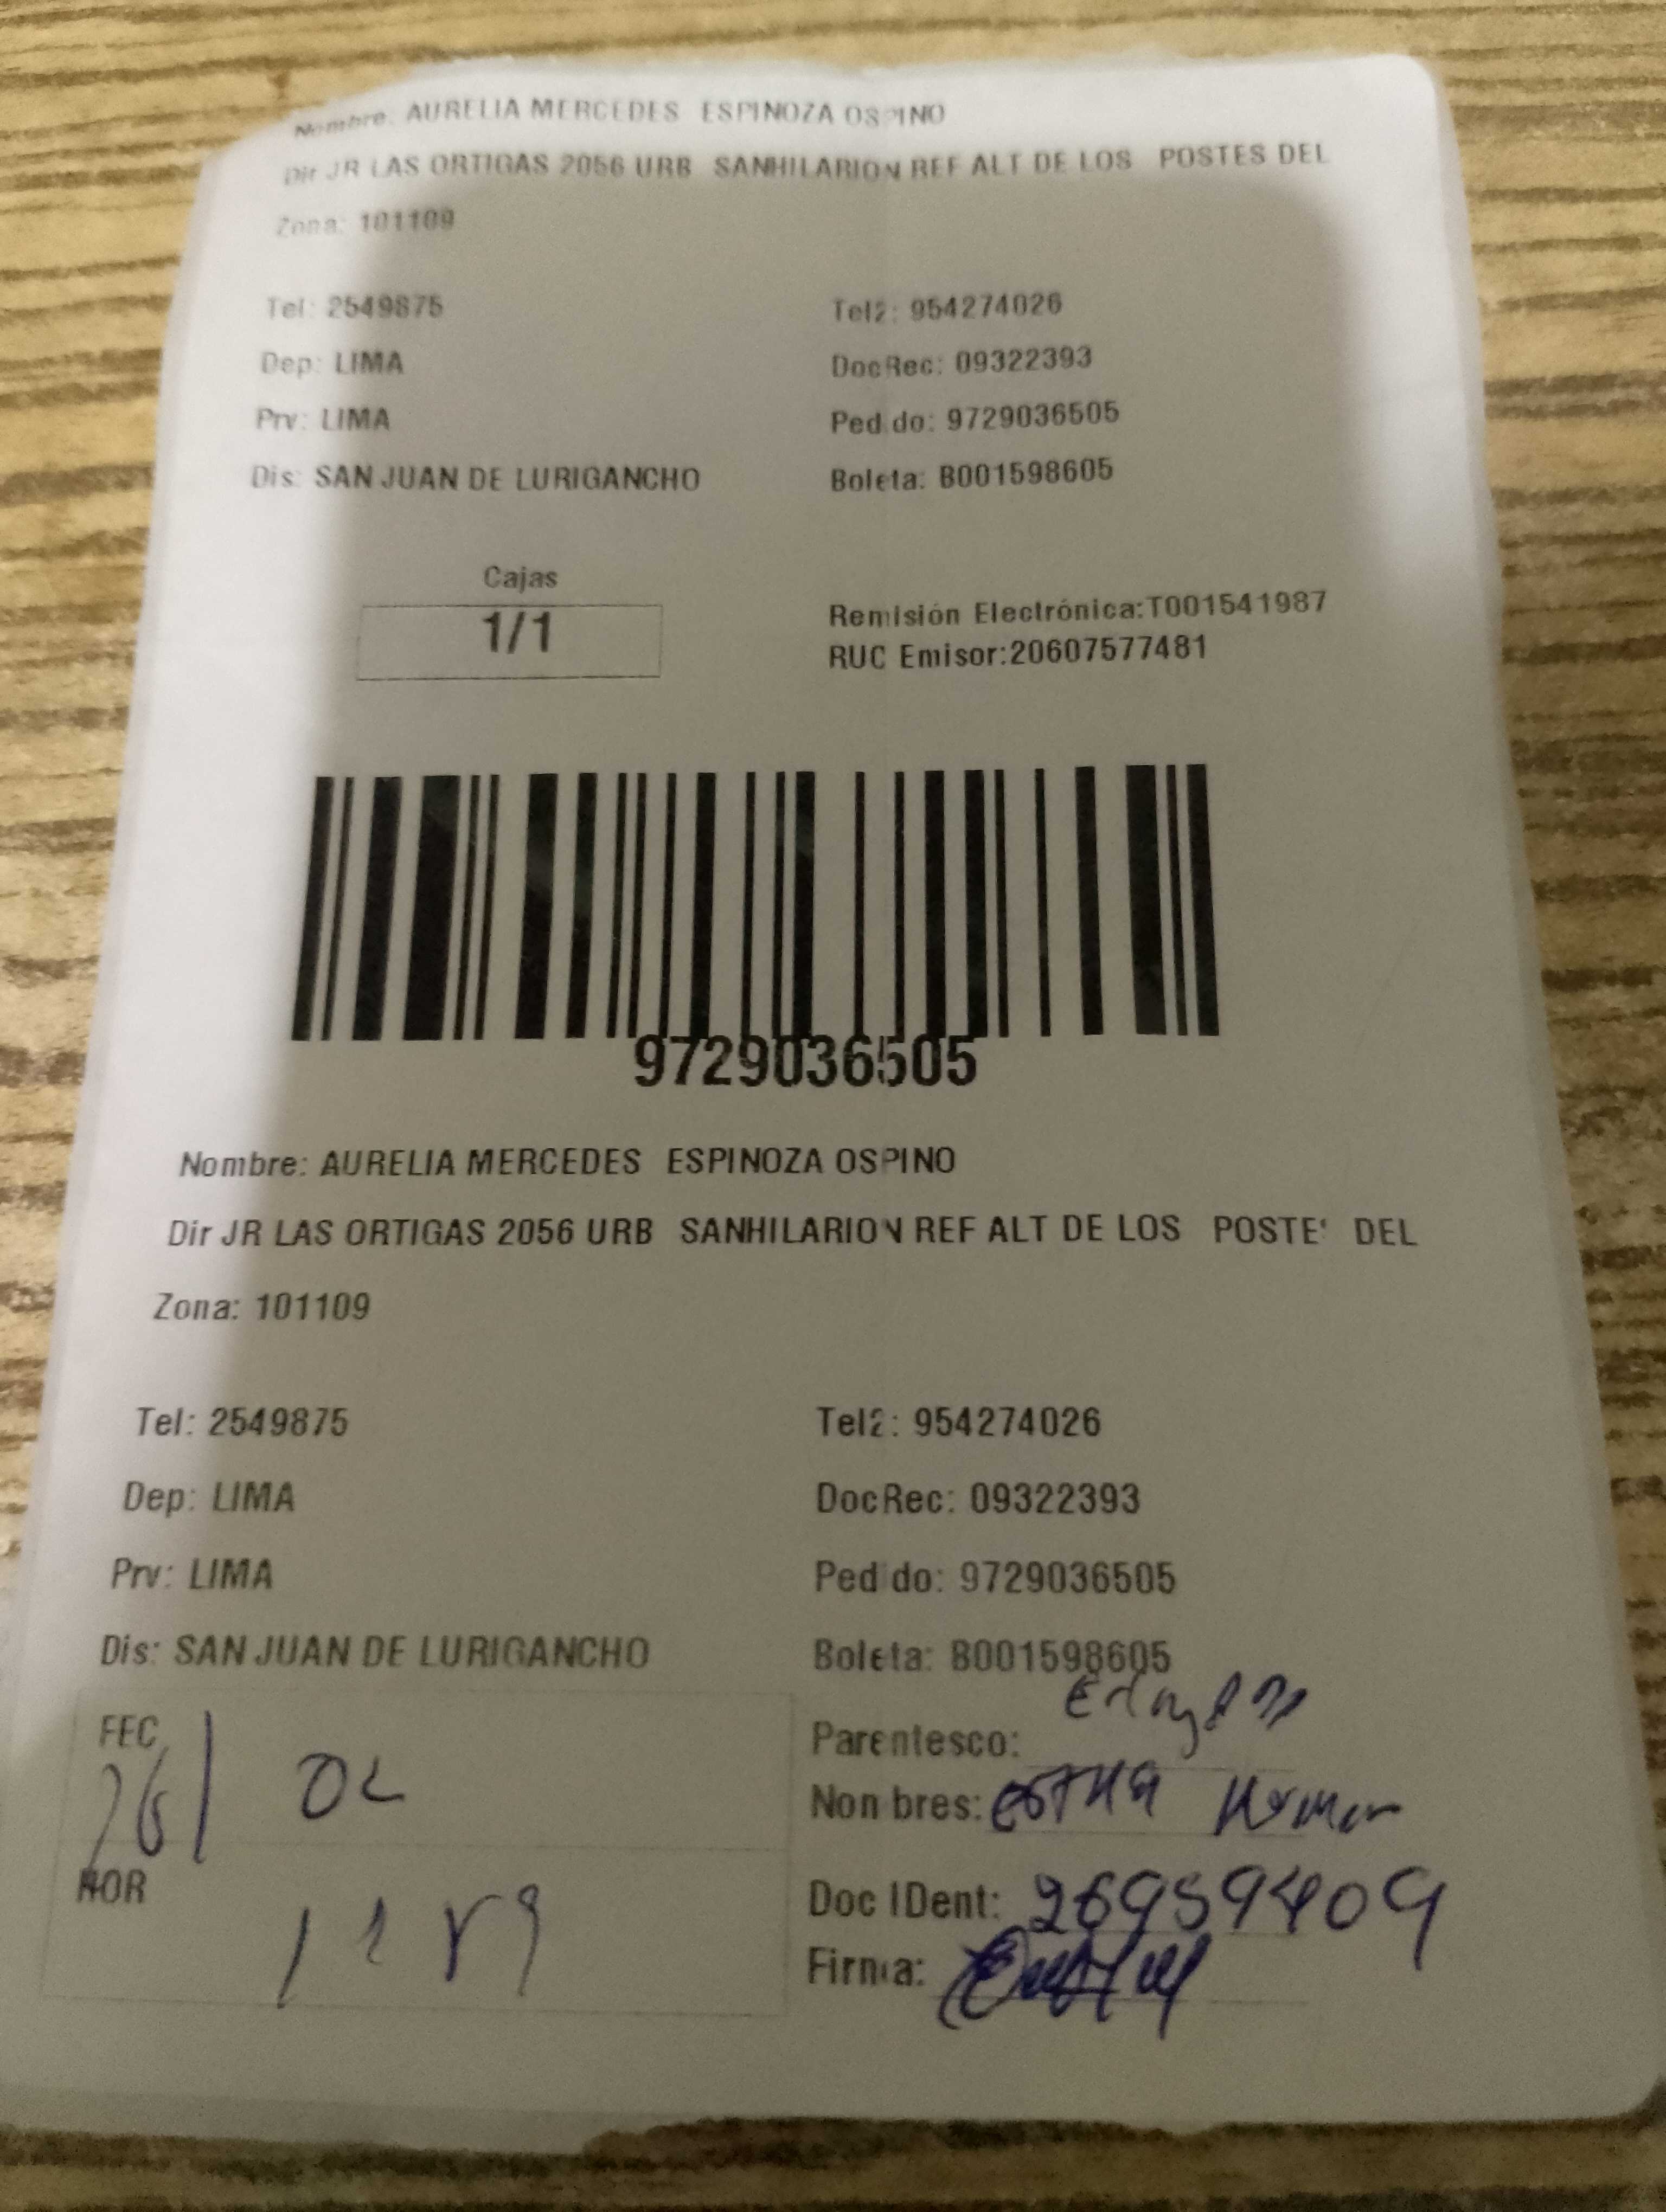 Nombre: AURELIA MERCEDES ESPINOZA OSPINO
Dir JR LAS ORTIGAS 2056 URB SANHILARION REF ALT DE LOS POSTES DEL
Zona: 101109
Tel: 2549875 Tel2: 954274026
Dep: LIMA DocRec: 09322393
Prv: LIMA Pedido: 9729036505
Dis: SAN JUAN DE LURIGANCHO Boleta: B001598605
Cajas
1/1
Remisión Electrónica:T001541987
RUC Emisor:20607577481
9729036505
Nombre: AURELIA MERCEDES ESPINOZA OSPINO
Dir JR LAS ORTIGAS 2056 URB SANHILARION REF ALT DE LOS POSTES DEL
Zona: 101109
Tel: 2549875 Tel2: 954274026
Dep: LIMA DocRec: 09322393
Prv: LIMA Pedido: 9729036505
Dis: SAN JUAN DE LURIGANCHO Boleta: B001598605
FEC
26/ 02
HOR
Parentesco:
Nombres:
Doc IDent: 26959409
Firma: